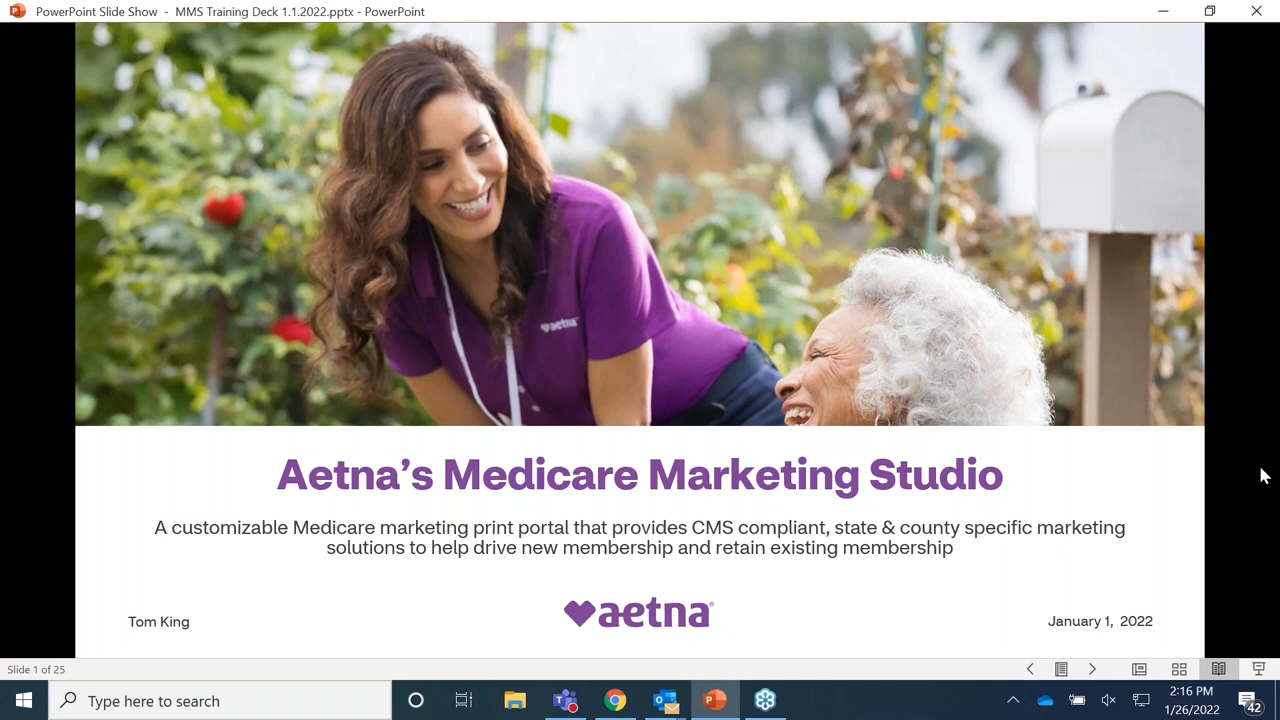 PowerPoint Slide Show - MMS Training Deck 1.1.2022.pptx - PowerPoint
aetna
Aetna’s Medicare Marketing Studio
A customizable Medicare marketing print portal that provides CMS compliant, state & county specific marketing
solutions to help drive new membership and retain existing membership
Tom King
aetna®
January 1, 2022
Slide 1 of 25
Type here to search
2:16 PM
1/26/2022
42